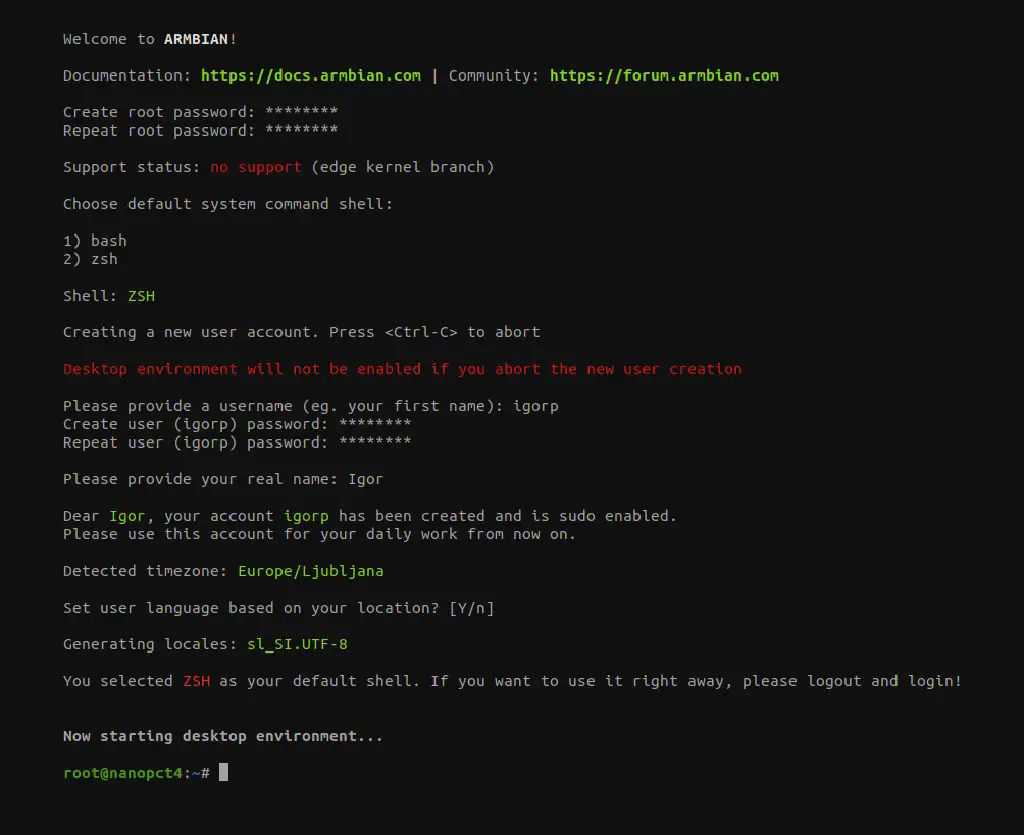 Welcome to ARMBIAN!
Documentation: https://docs.armbian.com | Community: https://forum.armbian.com
Create root password: ********
Repeat root password: ********
Support status: no support (edge kernel branch)
Choose default system command shell:
1) bash
2) zsh
Shell: ZSH
Creating a new user account. Press <Ctrl-C> to abort
Desktop environment will not be enabled if you abort the new user creation
Please provide a username (eg. your first name): igorp
Create user (igorp) password: ********
Repeat user (igorp) password: ********
Please provide your real name: Igor
Dear Igor, your account igorp has been created and is sudo enabled.
Please use this account for your daily work from now on.
Detected timezone: Europe/Ljubljana
Set user language based on your location? [Y/n]
Generating locales: sl_SI.UTF-8
You selected ZSH as your default shell. If you want to use it right away, please logout and login!
Now starting desktop environment...
root@nanopct4:~#